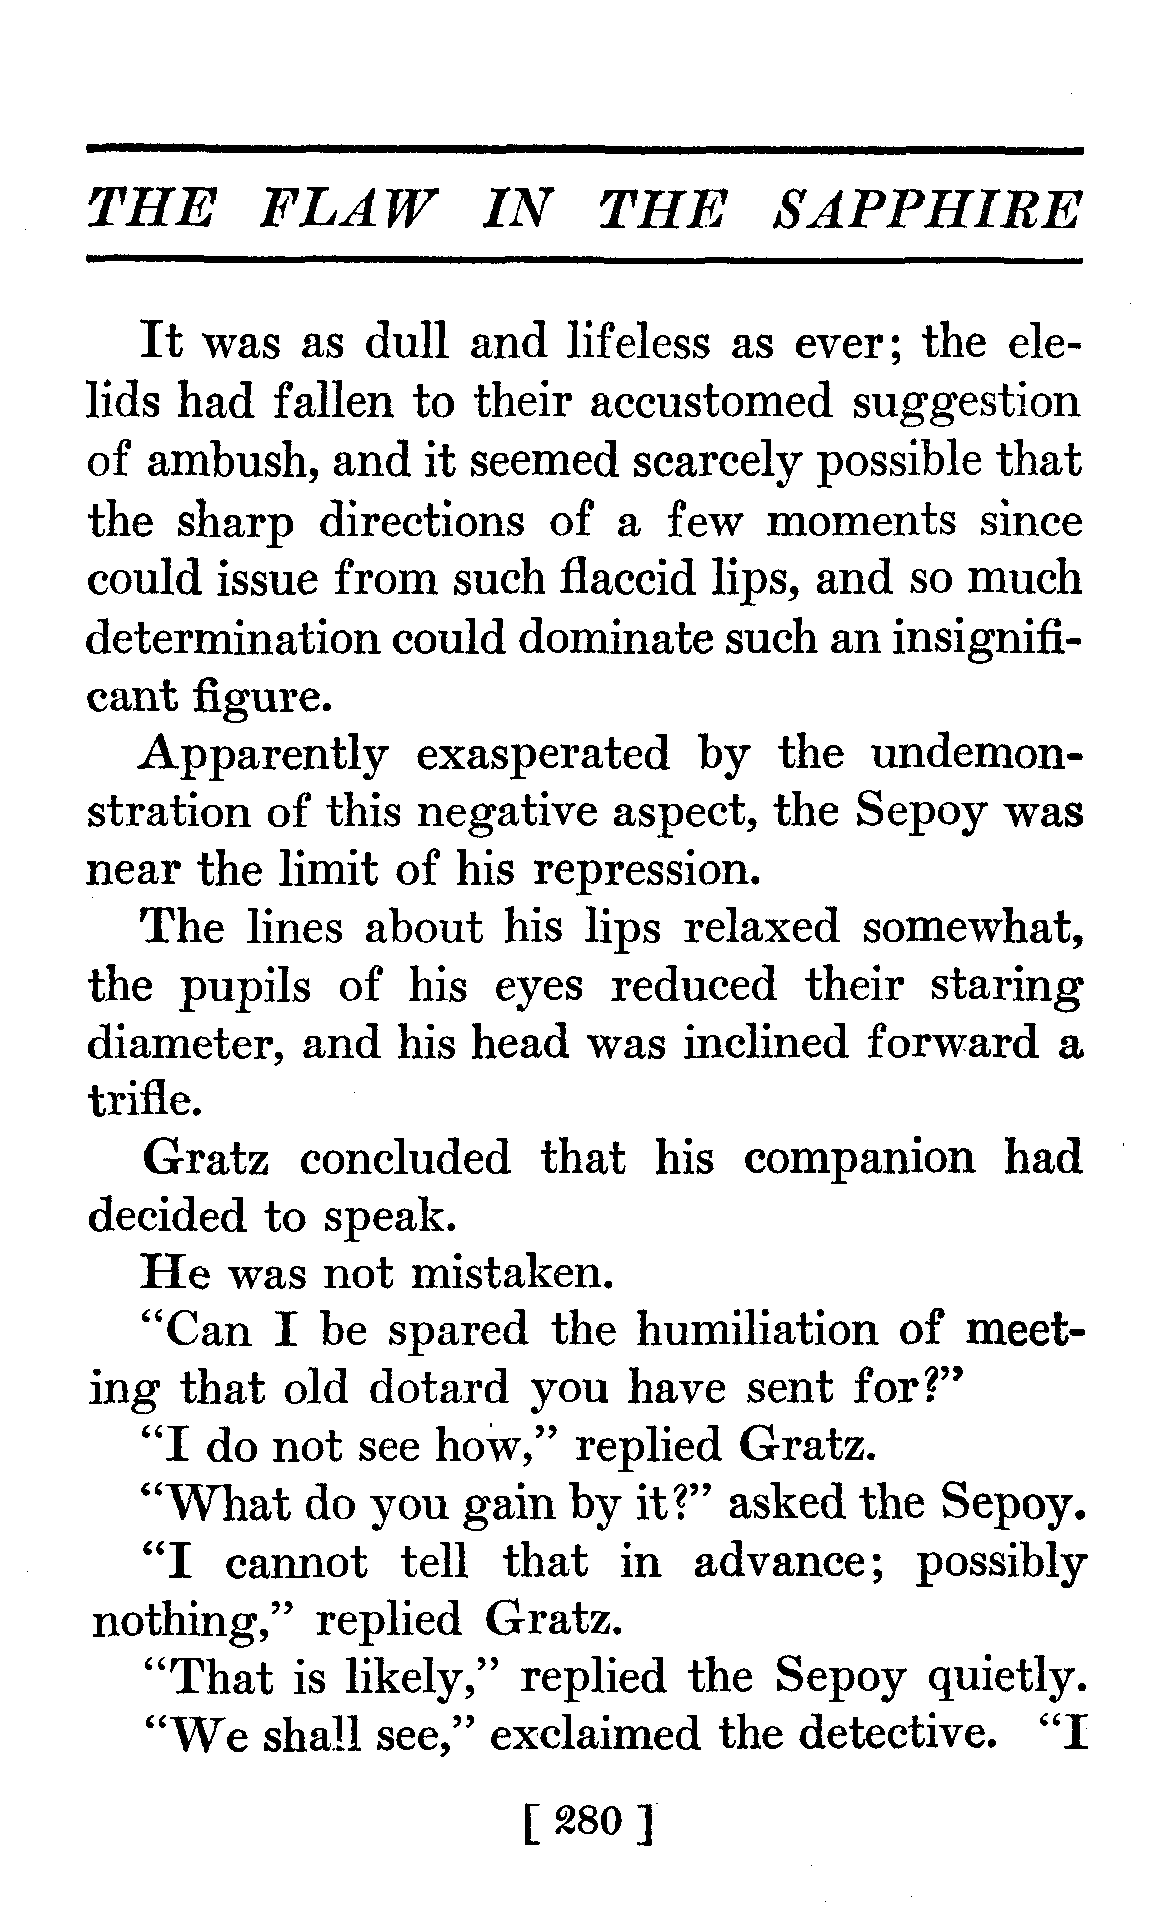 THE FLAW IN THE SAPPHIRE
It was as dull and lifeless as ever; the ele-
lids had fallen to their accustomed suggestion
of ambush, and it seemed scarcely possible that
the sharp directions of a few moments since
could issue from such flaccid lips, and so much
determination could dominate such an insignifi-
cant figure.
Apparently exasperated by the undemon-
stration of this negative aspect, the Sepoy was
near the limit of his repression.
The lines about his lips relaxed somewhat,
the pupils of his eyes reduced their staring
diameter, and his head was inclined forward a
trifle.
Gratz concluded that his companion had
decided to speak.
He was not mistaken.
“Can I be spared the humiliation of meet-
ing that old dotard you have sent for?”
“I do not see how,” replied Gratz.
“What do you gain by it?” asked the Sepoy.
“I cannot tell that in advance; possibly
nothing,” replied Gratz.
“That is likely,” replied the Sepoy quietly.
“We shall see,” exclaimed the detective. “I
[ 280 ]